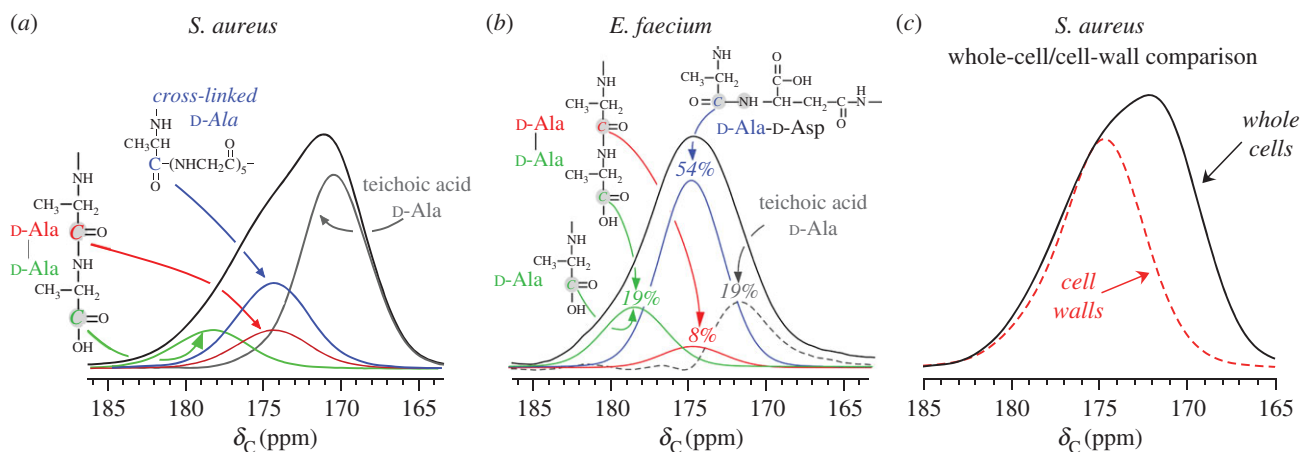 (a) S. aureus
cross-linked
D-Ala
NH
CH₃–CH
C–(NHCH₂CO)₅–
O
NH
CH₃–CH₂
D-Ala
C=O
NH
D-Ala
CH₃–CH₂
C=O
OH
teichoic acid
D-Ala
185 180 175 170 165
δC (ppm)
(b) E. faecium
NH
CH₃–CH₂
D-Ala
C=O
NH
D-Ala
CH₃–CH₂
C=O
OH
NH
CH₃–CH₂
O=C–NH
O
OH
H
N
O
D-Ala-D-Asp
54%
teichoic acid
D-Ala
NH
CH₃–CH₂
D-Ala
C=O
OH
19%
19%
8%
185 180 175 170 165
δC (ppm)
(c) S. aureus
whole-cell/cell-wall comparison
whole
cells
cell
walls
185 180 175 170 165
δC (ppm)